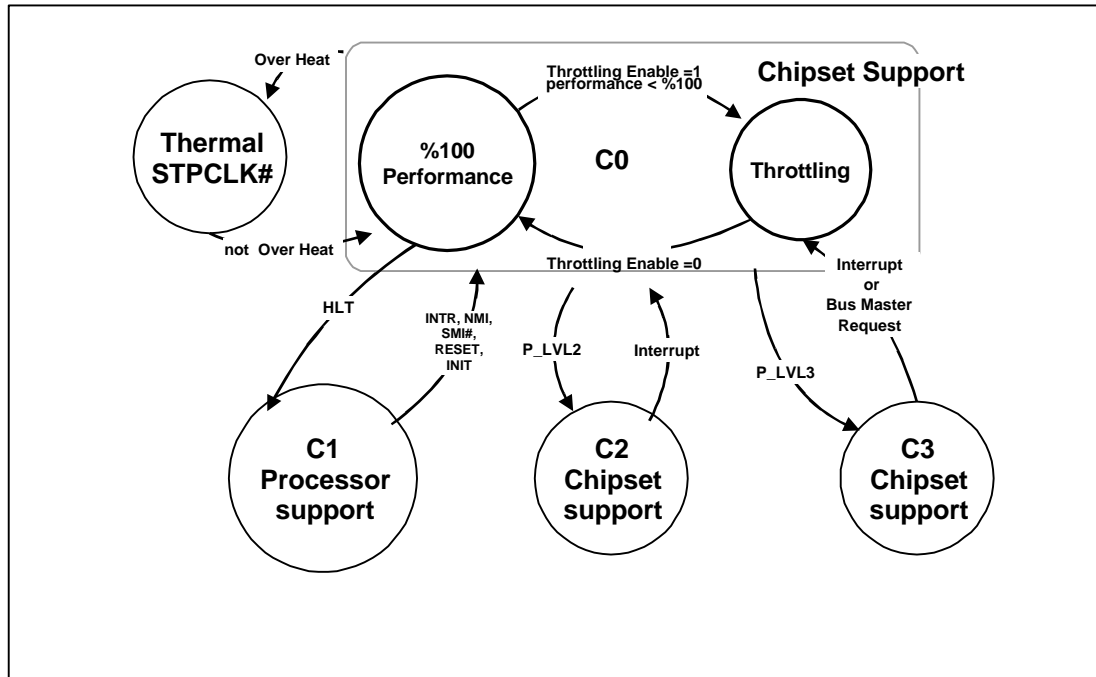 Over Heat
Throttling Enable =1
performance < %100
Chipset Support
Thermal
STPCLK#
%100
Performance
C0
Throttling
not Over Heat
Throttling Enable =0
Interrupt
or
Bus Master
Request
HLT
INTR, NMI,
SMI#,
RESET,
INIT
P_LVL2
Interrupt
P_LVL3
C1
Processor
support
C2
Chipset
support
C3
Chipset
support